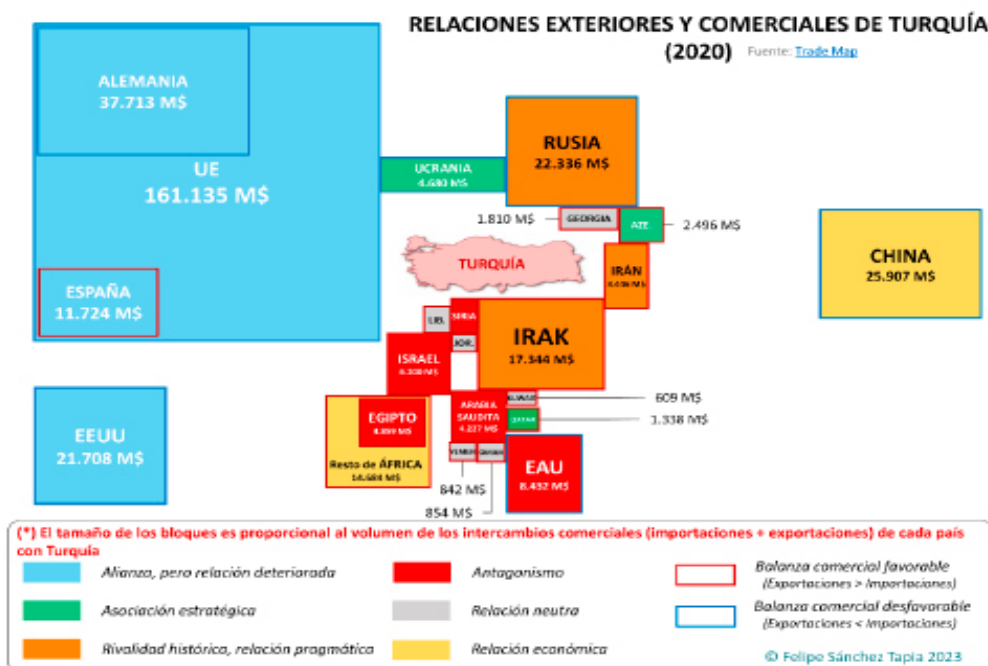 RELACIONES EXTERIORES Y COMERCIALES DE TURQUÍA
(2020) Fuente: Trade Map
ALEMANIA
37.713 M$
UE
161.135 M$
ESPAÑA
11.724 M$
EEUU
21.708 M$
UCRANIA
4.680 M$
RUSIA
22.336 M$
1.810 M$
GEORGIA
AZE.
2.496 M$
TURQUÍA
IRÁN
CHINA
25.907 M$
LIB.
SIRIA
JOR.
IRAK
17.344 M$
ISRAEL
EGIPTO
Resto de ÁFRICA
14.684 M$
ARABIA
SAUDITA
4.227 M$
609 M$
1.338 M$
YEMEN
842 M$
854 M$
EAU
8.432 M$
(*) El tamaño de los bloques es proporcional al volumen de los intercambios comerciales (importaciones + exportaciones) de cada país
con Turquía
Alianza, pero relación deteriorada
Antagonismo
Balanza comercial favorable
(Exportaciones > Importaciones)
Asociación estratégica
Relación neutra
Balanza comercial desfavorable
(Exportaciones < Importaciones)
Rivalidad histórica, relación pragmática
Relación económica
© Felipe Sánchez Tapia 2023